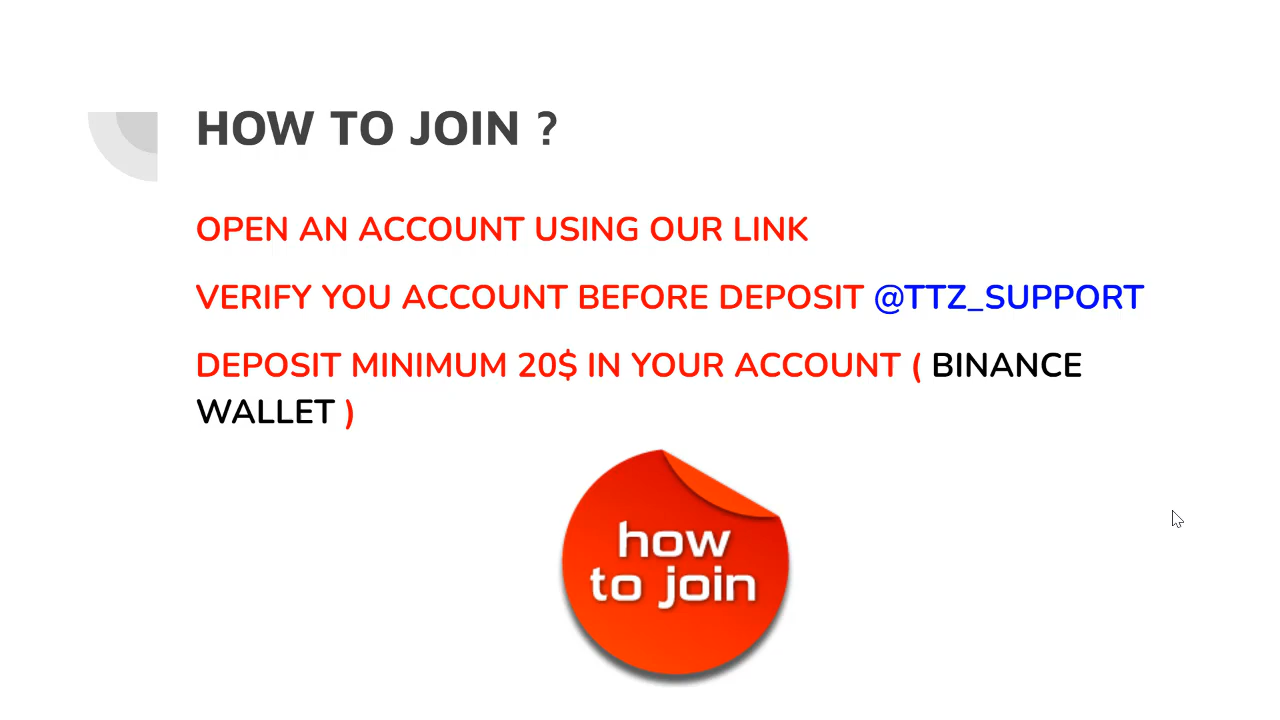 HOW TO JOIN ?
OPEN AN ACCOUNT USING OUR LINK
VERIFY YOU ACCOUNT BEFORE DEPOSIT @TTZ_SUPPORT
DEPOSIT MINIMUM 20$ IN YOUR ACCOUNT ( BINANCE
WALLET )
how
to join